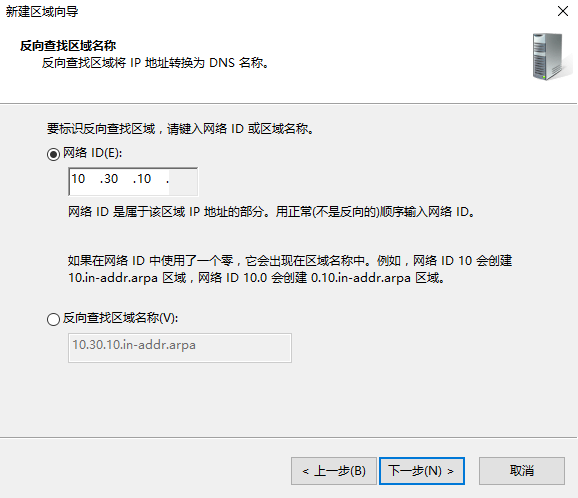 新建区域向导
反向查找区域名称
反向查找区域将 IP 地址转换为 DNS 名称。
要标识反向查找区域，请键入网络 ID 或区域名称。
网络 ID(E):
10 .30 .10 .
网络 ID 是属于该区域 IP 地址的部分。用正常(不是反向的)顺序输入网络 ID。
如果在网络 ID 中使用了一个零，它会出现在区域名称中。例如，网络 ID 10 会创建
10.in-addr.arpa 区域，网络 ID 10.0 会创建 0.10.in-addr.arpa 区域。
反向查找区域名称(V):
10.30.10.in-addr.arpa
< 上一步(B)
下一步(N) >
取消